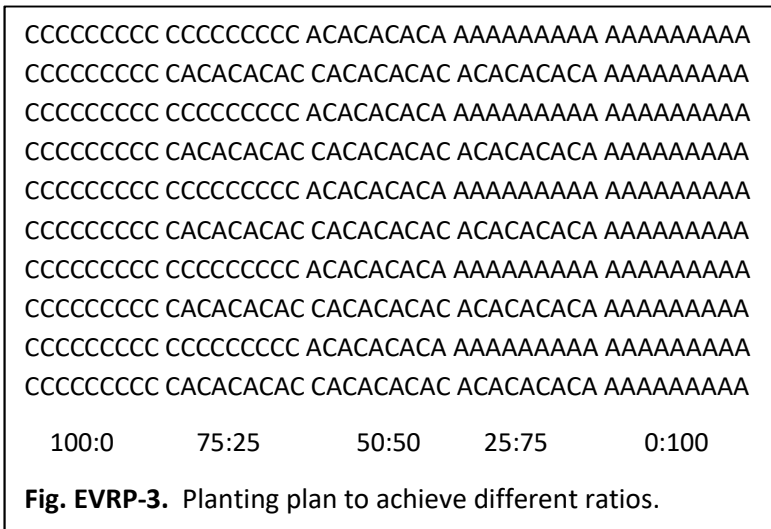 CCCCCCCCC CCCCCCCCC ACACACACA AAAAAAAAA AAAAAAAAA
CCCCCCCCC CACACACAC CACACACAC ACACACACA AAAAAAAAA
CCCCCCCCC CCCCCCCCC ACACACACA AAAAAAAAA AAAAAAAAA
CCCCCCCCC CACACACAC CACACACAC ACACACACA AAAAAAAAA
CCCCCCCCC CCCCCCCCC ACACACACA AAAAAAAAA AAAAAAAAA
CCCCCCCCC CACACACAC CACACACAC ACACACACA AAAAAAAAA
CCCCCCCCC CCCCCCCCC ACACACACA AAAAAAAAA AAAAAAAAA
CCCCCCCCC CACACACAC CACACACAC ACACACACA AAAAAAAAA
CCCCCCCCC CCCCCCCCC ACACACACA AAAAAAAAA AAAAAAAAA
CCCCCCCCC CACACACAC CACACACAC ACACACACA AAAAAAAAA
100:0 75:25 50:50 25:75 0:100
Fig. EVRP-3. Planting plan to achieve different ratios.